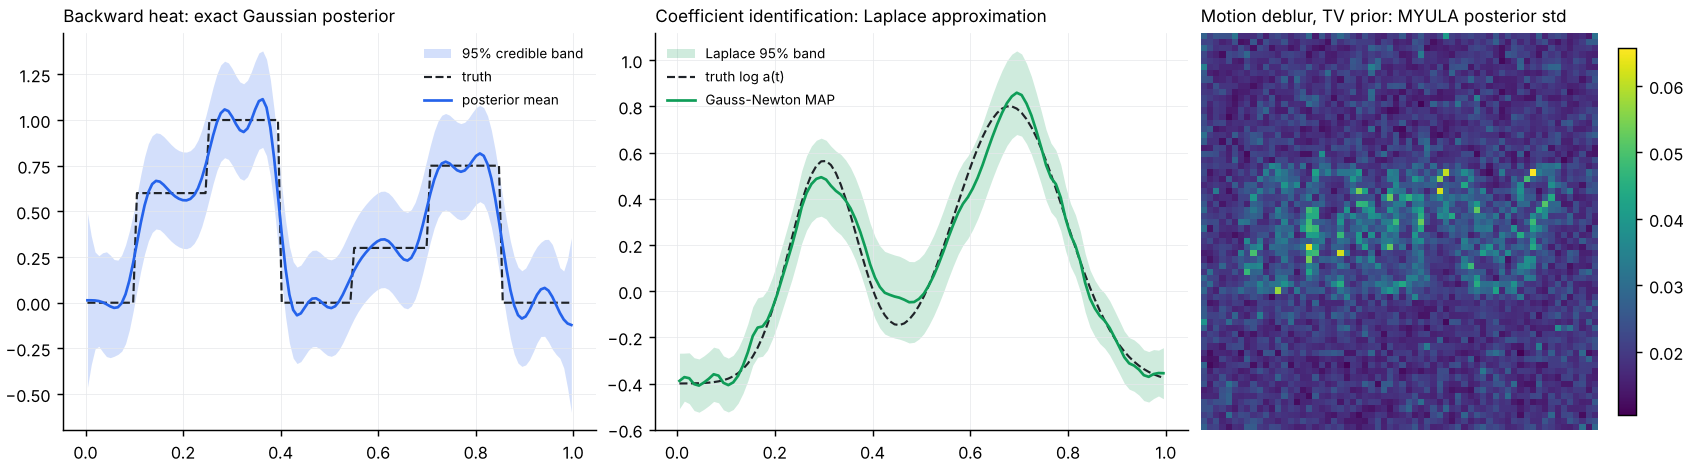 Backward heat: exact Gaussian posterior
95% credible band
truth
posterior mean
1.25
1.00
0.75
0.50
0.25
0.00
−0.25
−0.50
0.0 0.2 0.4 0.6 0.8 1.0
Coefficient identification: Laplace approximation
Laplace 95% band
truth log a(t)
Gauss-Newton MAP
1.0
0.8
0.6
0.4
0.2
0.0
−0.2
−0.4
−0.6
0.0 0.2 0.4 0.6 0.8 1.0
Motion deblur, TV prior: MYULA posterior std
0.06
0.05
0.04
0.03
0.02